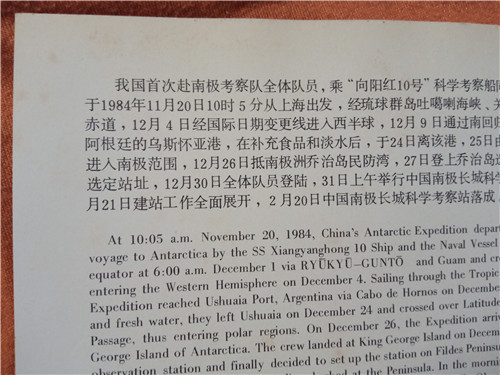 我国首次赴南极考察队全体队员，乘“向阳红10号”科学考察船
于1984年11月20日10时5分从上海出发，经琉球群岛吐噶喇海峡、
赤道，12月4日经国际日期变更线进入西半球，12月9日通过南回归
阿根廷的乌斯怀亚港，在补充食品和淡水后，于24日离该港，25日
进入南极范围，12月26日抵南极洲乔治岛民防湾，27日登上乔治岛
选定站址，12月30日全体队员登陆，31日上午举行中国南极长城科学
月21日建站工作全面展开，2月20日中国南极长城科学考察站落成
At 10:05 a.m. November 20, 1984, China's Antarctic Expedition depar
voyage to Antarctica by the SS Xiangyanghong 10 Ship and the Naval Vessel
equator at 6:00 a.m. December 1 via RYŪKYŪ-GUNTŌ and Guam and cr
entering the Western Hemisphere on December 4. Sailing through the Tropic
Expedition reached Ushuaia Port, Argentina via Cabo de Hornos on Decembe
and fresh water, they left Ushuaia on December 24 and crossed over Latitude
Passage, thus entering polar regions. On December 26, the Expedition arriv
George Island of Antarctica. The crew landed at King George Island on Decem
observation station and finally decided to set up the station on Fildes Peninsu
at the Peninsula. In the mornin